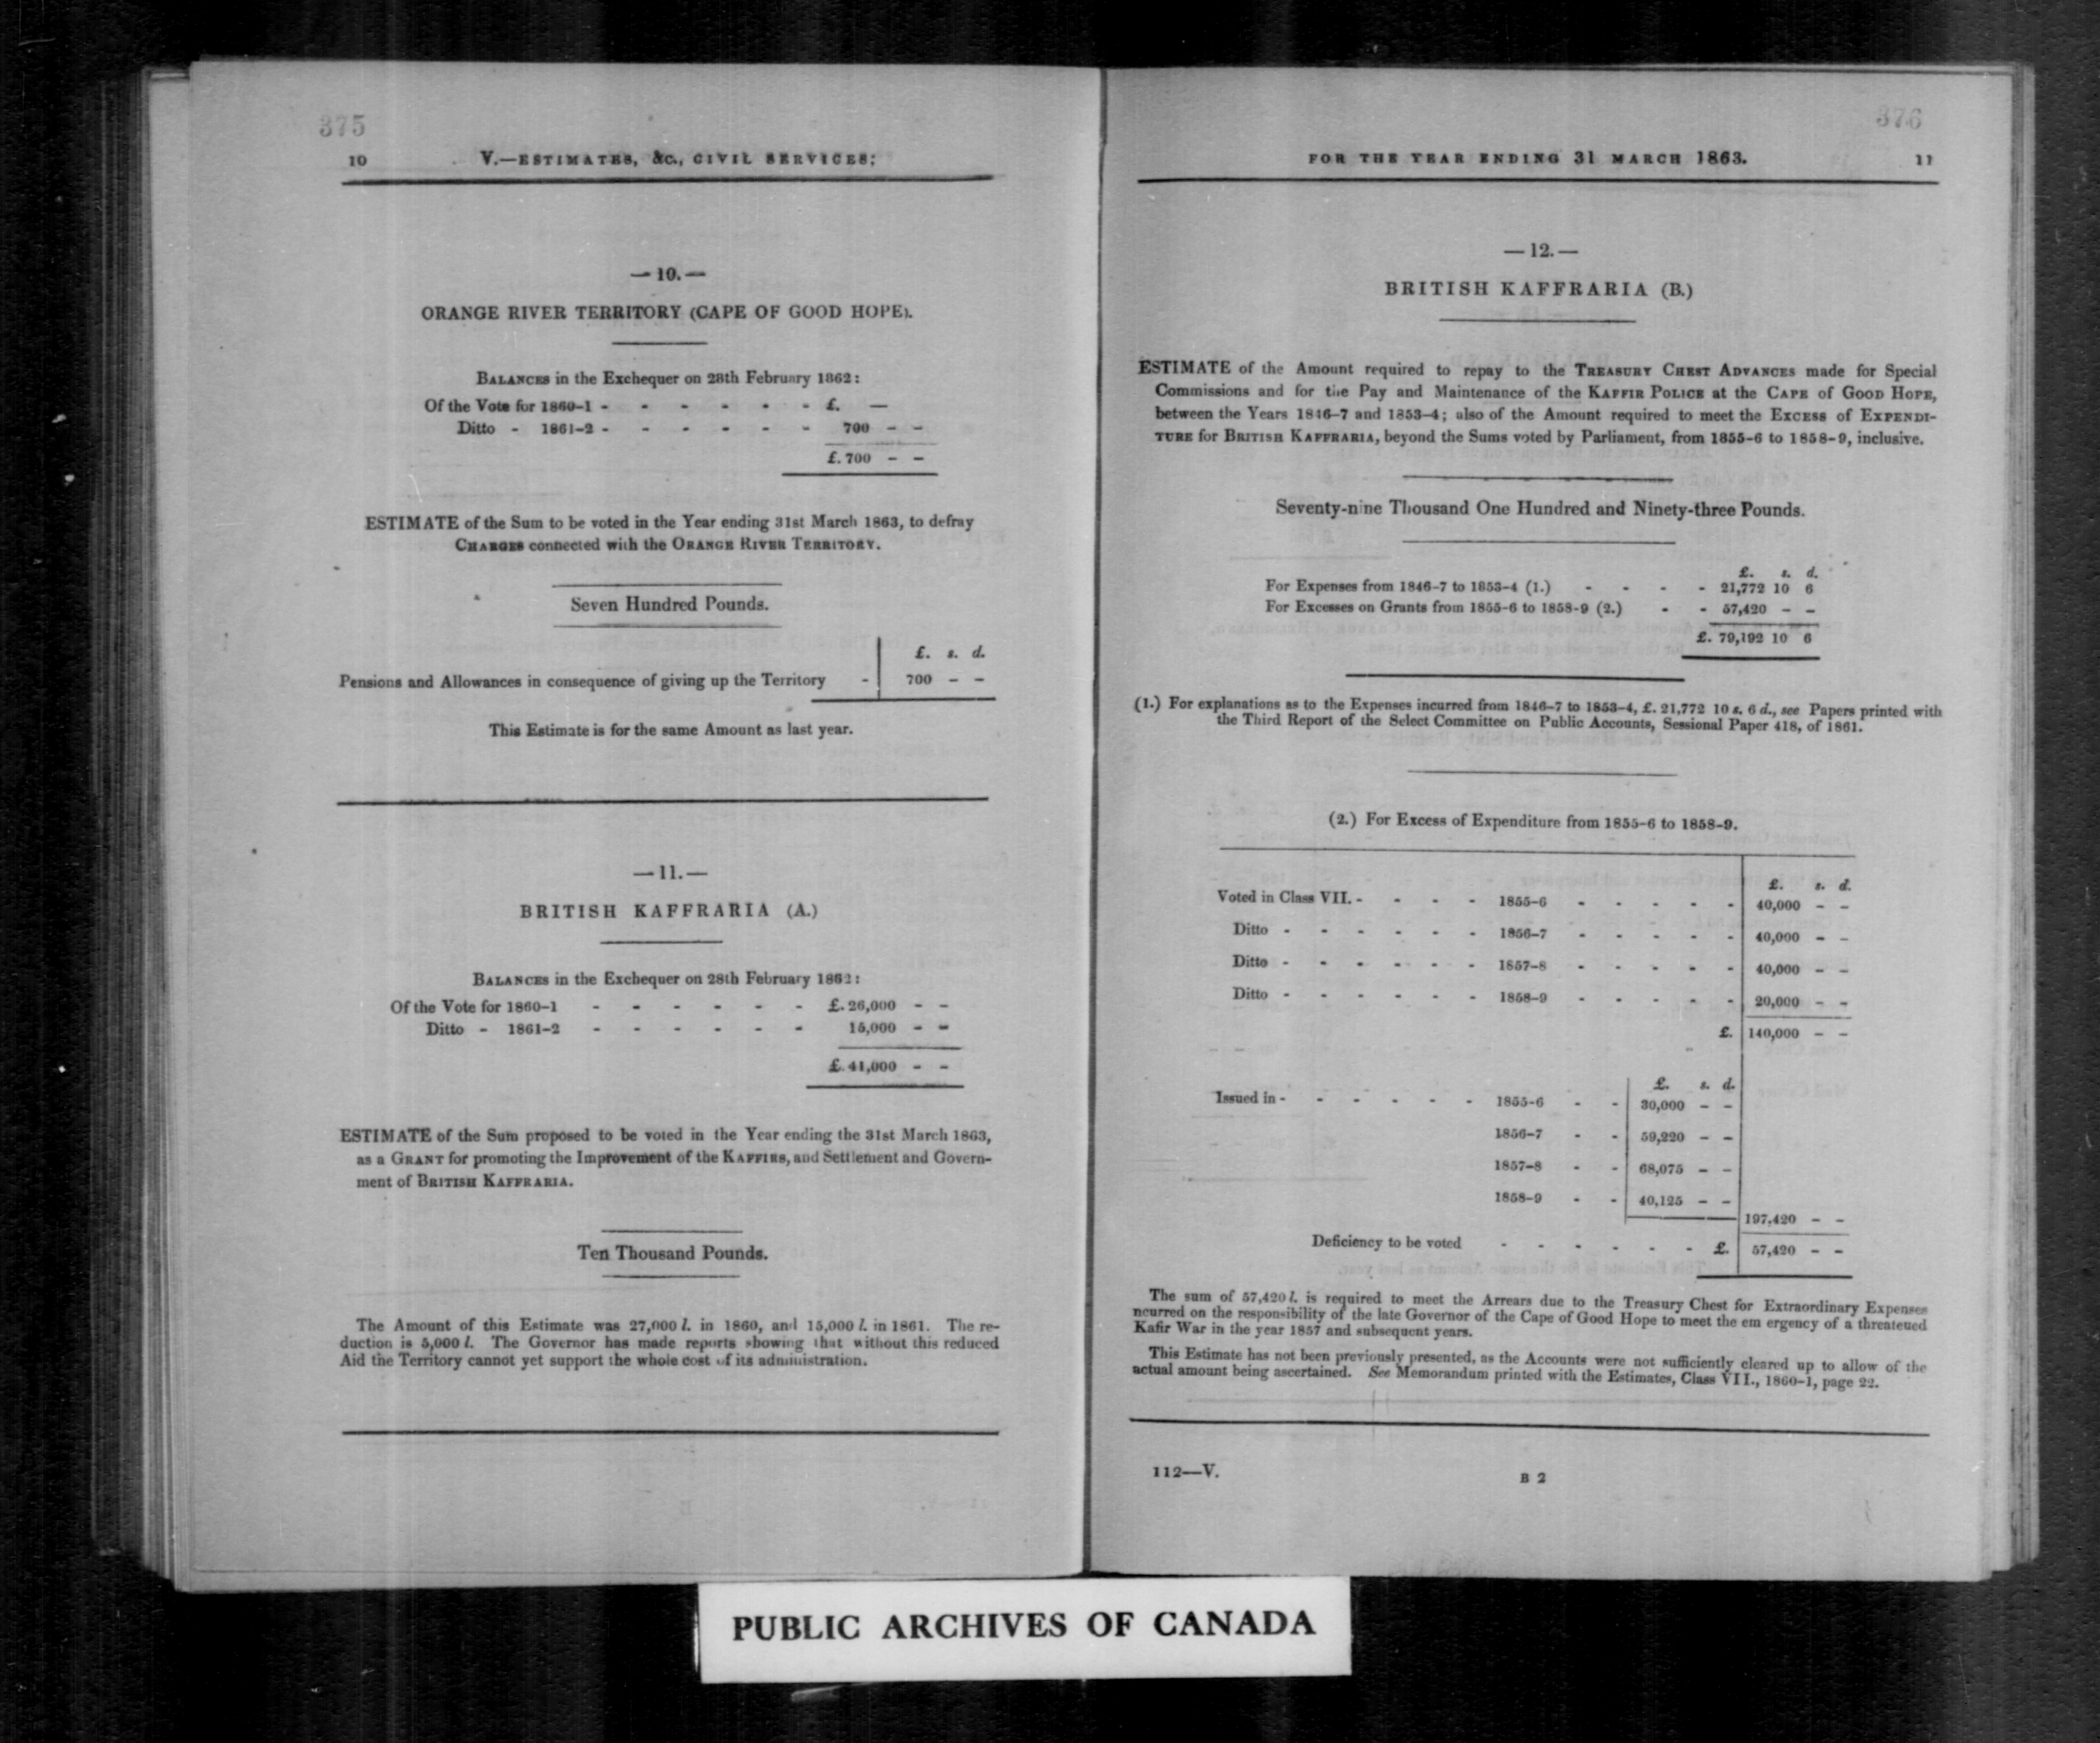 375
10 V.—ESTIMATES, &c., CIVIL SERVICES;
—10.—
ORANGE RIVER TERRITORY (CAPE OF GOOD HOPE).
BALANCES in the Exchequer on 28th February 1862:
Of the Vote for 1860-1 - - - - - - £. —
Ditto - 1861-2 - - - - - - 700 - -
£. 700 - -
ESTIMATE of the Sum to be voted in the Year ending 31st March 1863, to defray
CHARGES connected with the ORANGE RIVER TERRITORY.
Seven Hundred Pounds.
£. s. d.
Pensions and Allowances in consequence of giving up the Territory - 700 - -
This Estimate is for the same Amount as last year.
—11.—
BRITISH KAFFRARIA (A.)
BALANCES in the Exchequer on 28th February 1862:
Of the Vote for 1860-1 - - - - - - £. 26,000 - -
Ditto - 1861-2 - - - - - - 15,000 - -
£. 41,000 - -
ESTIMATE of the Sum proposed to be voted in the Year ending the 31st March 1863,
as a GRANT for promoting the Improvement of the KAFFIRS, and Settlement and Govern-
ment of BRITISH KAFFRARIA.
Ten Thousand Pounds.
The Amount of this Estimate was 27,000 l. in 1860, and 15,000 l. in 1861. The re-
duction is 5,000 l. The Governor has made reports showing that without this reduced
Aid the Territory cannot yet support the whole cost of its administration.
376
FOR THE YEAR ENDING 31 MARCH 1863. 11
—12.—
BRITISH KAFFRARIA (B.)
ESTIMATE of the Amount required to repay to the TREASURY CHEST ADVANCES made for Special
Commissions and for the Pay and Maintenance of the KAFFIR POLICE at the CAPE of GOOD HOPE,
between the Years 1846-7 and 1853-4; also of the Amount required to meet the EXCESS of EXPENDI-
TURE for BRITISH KAFFRARIA, beyond the Sums voted by Parliament, from 1855-6 to 1858-9, inclusive.
Seventy-nine Thousand One Hundred and Ninety-three Pounds.
£. s. d.
For Expenses from 1846-7 to 1853-4 (1.) - - - - 21,772 10 6
For Excesses on Grants from 1855-6 to 1858-9 (2.) - - 57,420 - -
£. 79,192 10 6
(1.) For explanations as to the Expenses incurred from 1846-7 to 1853-4, £. 21,772 10 s. 6 d., see Papers printed with
the Third Report of the Select Committee on Public Accounts, Sessional Paper 418, of 1861.
(2.) For Excess of Expenditure from 1855-6 to 1858-9.
£. s. d.
Voted in Class VII. - - - - 1855-6 - - - - - 40,000 - -
Ditto - - - - - - 1856-7 - - - - - 40,000 - -
Ditto - - - - - - 1857-8 - - - - - 40,000 - -
Ditto - - - - - - 1858-9 - - - - - 20,000 - -
£. 140,000 - -
£. s. d.
Issued in - - - - - - 1855-6 - - 30,000 - -
1856-7 - - 59,220 - -
1857-8 - - 68,075 - -
1858-9 - - 40,125 - -
197,420 - -
Deficiency to be voted - - - - - - £. 57,420 - -
The sum of 57,420 l. is required to meet the Arrears due to the Treasury Chest for Extraordinary Expenses
ncurred on the responsibility of the late Governor of the Cape of Good Hope to meet the em ergency of a threatened
Kafir War in the year 1857 and subsequent years.
This Estimate has not been previously presented, as the Accounts were not sufficiently cleared up to allow of the
actual amount being ascertained. See Memorandum printed with the Estimates, Class VII., 1860-1, page 22.
112—V. B 2
PUBLIC ARCHIVES OF CANADA